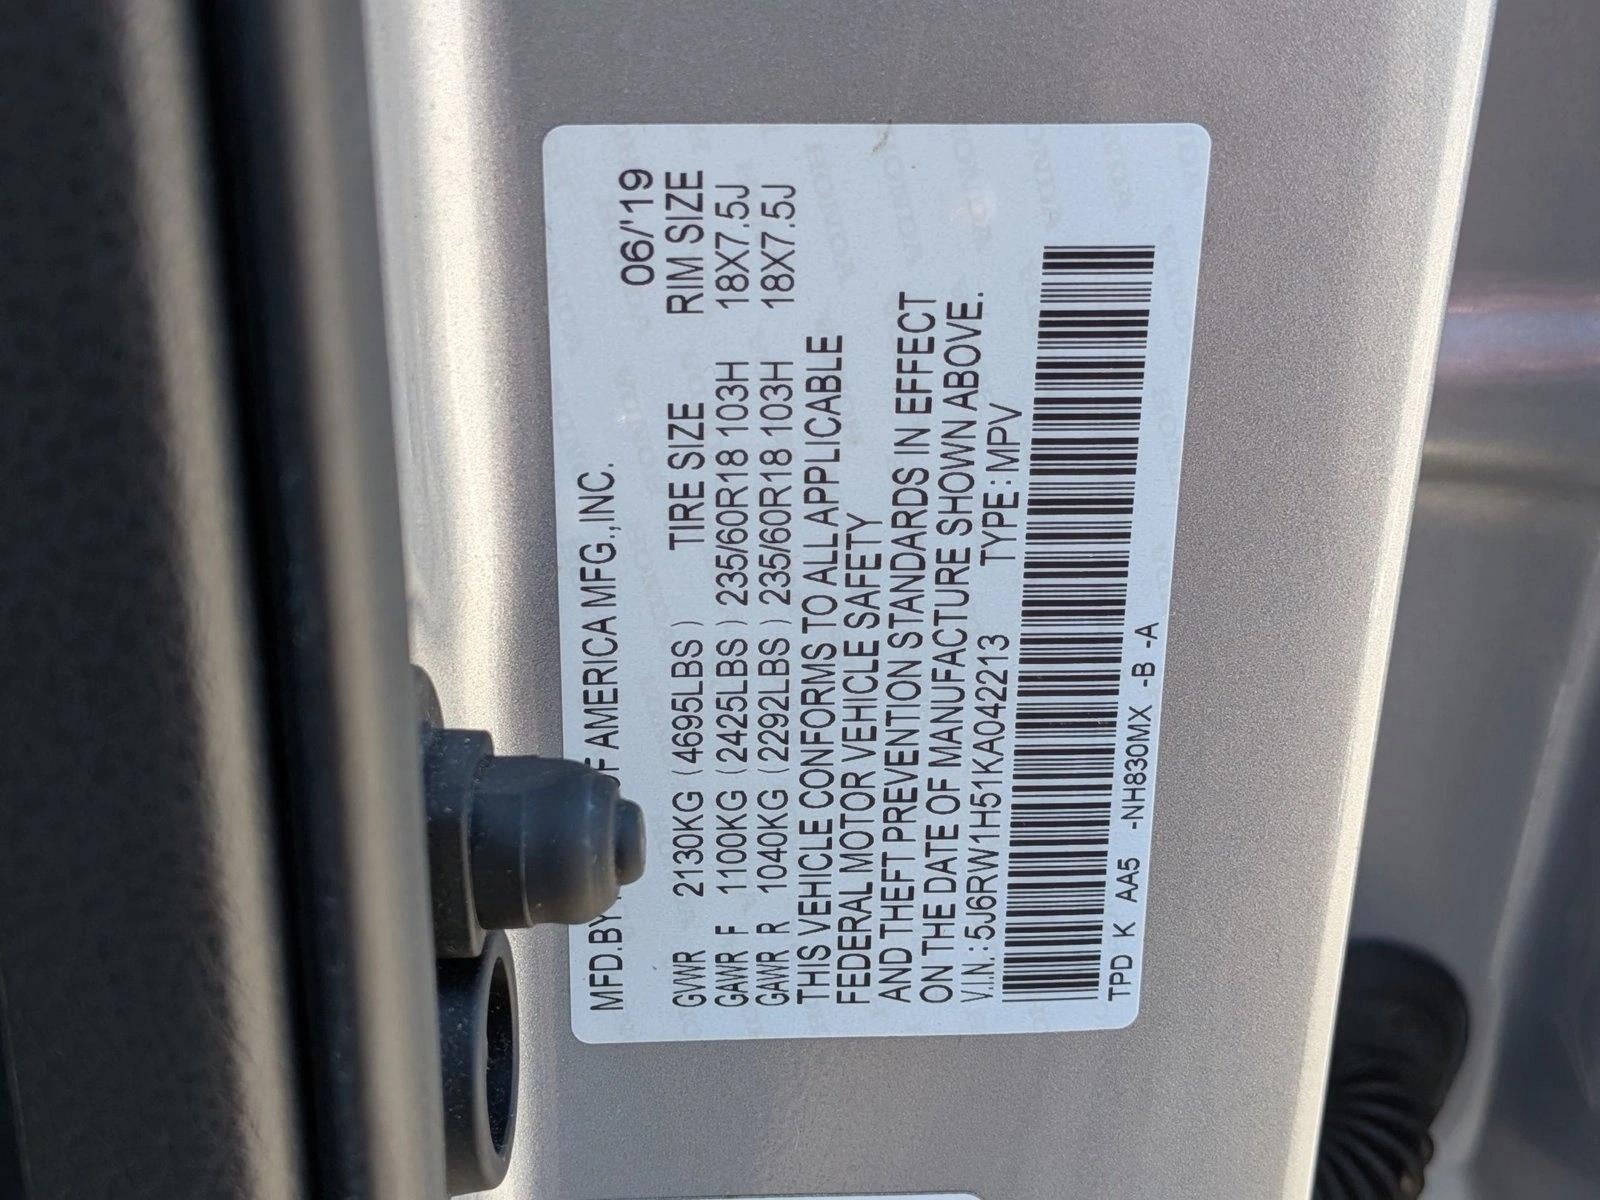 MFD.BY OF AMERICA MFG.,INC. 06/'19
GVWR 2130KG (4695LBS) TIRE SIZE RIM SIZE
GAWR F 1100KG (2425LBS) 235/60R18 103H 18X7.5J
GAWR R 1040KG (2292LBS) 235/60R18 103H 18X7.5J
THIS VEHICLE CONFORMS TO ALL APPLICABLE
FEDERAL MOTOR VEHICLE SAFETY
AND THEFT PREVENTION STANDARDS IN EFFECT
ON THE DATE OF MANUFACTURE SHOWN ABOVE.
V.I.N.: 5J6RW1H51KA042213 TYPE: MPV
TPD K AA5 -NH830MX -B -A